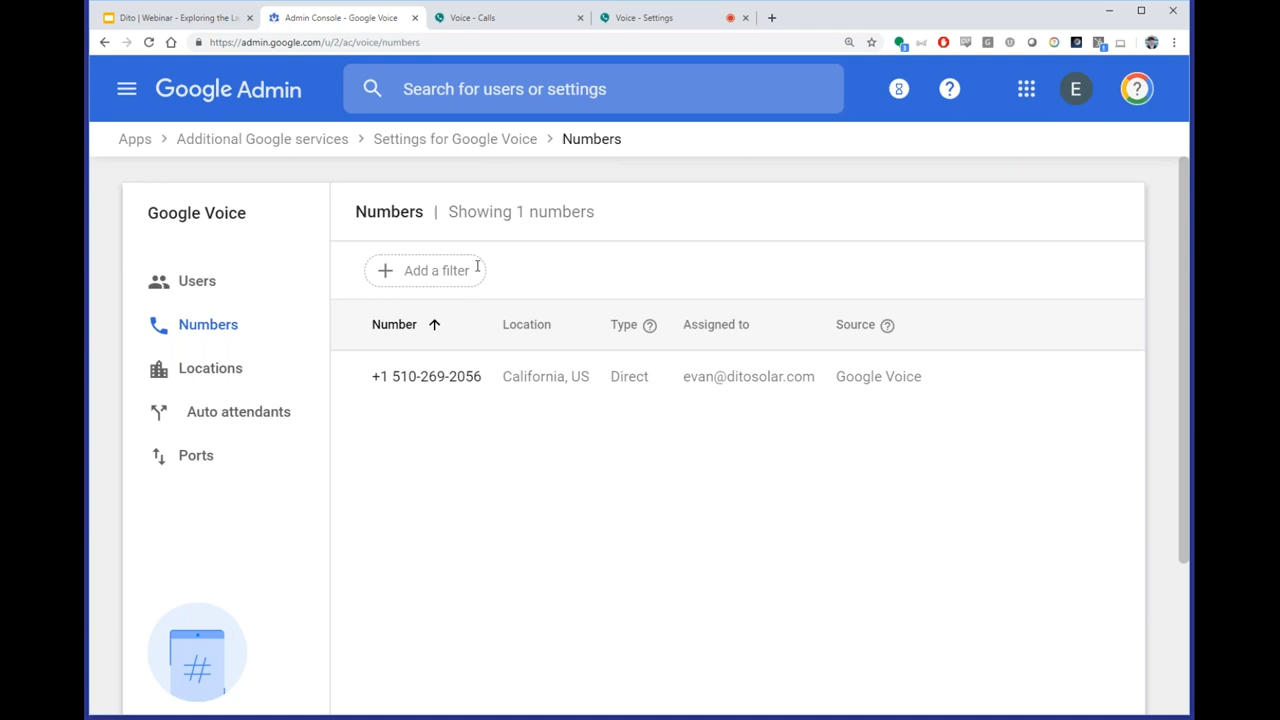 Dito | Webinar - Exploring the L
Admin Console - Google Voice
Voice - Calls
Voice - Settings
https://admin.google.com/u/2/ac/voice/numbers
Google Admin
Search for users or settings
E
Apps > Additional Google services > Settings for Google Voice > Numbers
Google Voice
Users
Numbers
Locations
Auto attendants
Ports
#
Numbers | Showing 1 numbers
Add a filter
Number Location Type Assigned to Source
+1 510-269-2056 California, US Direct evan@ditosolar.com Google Voice